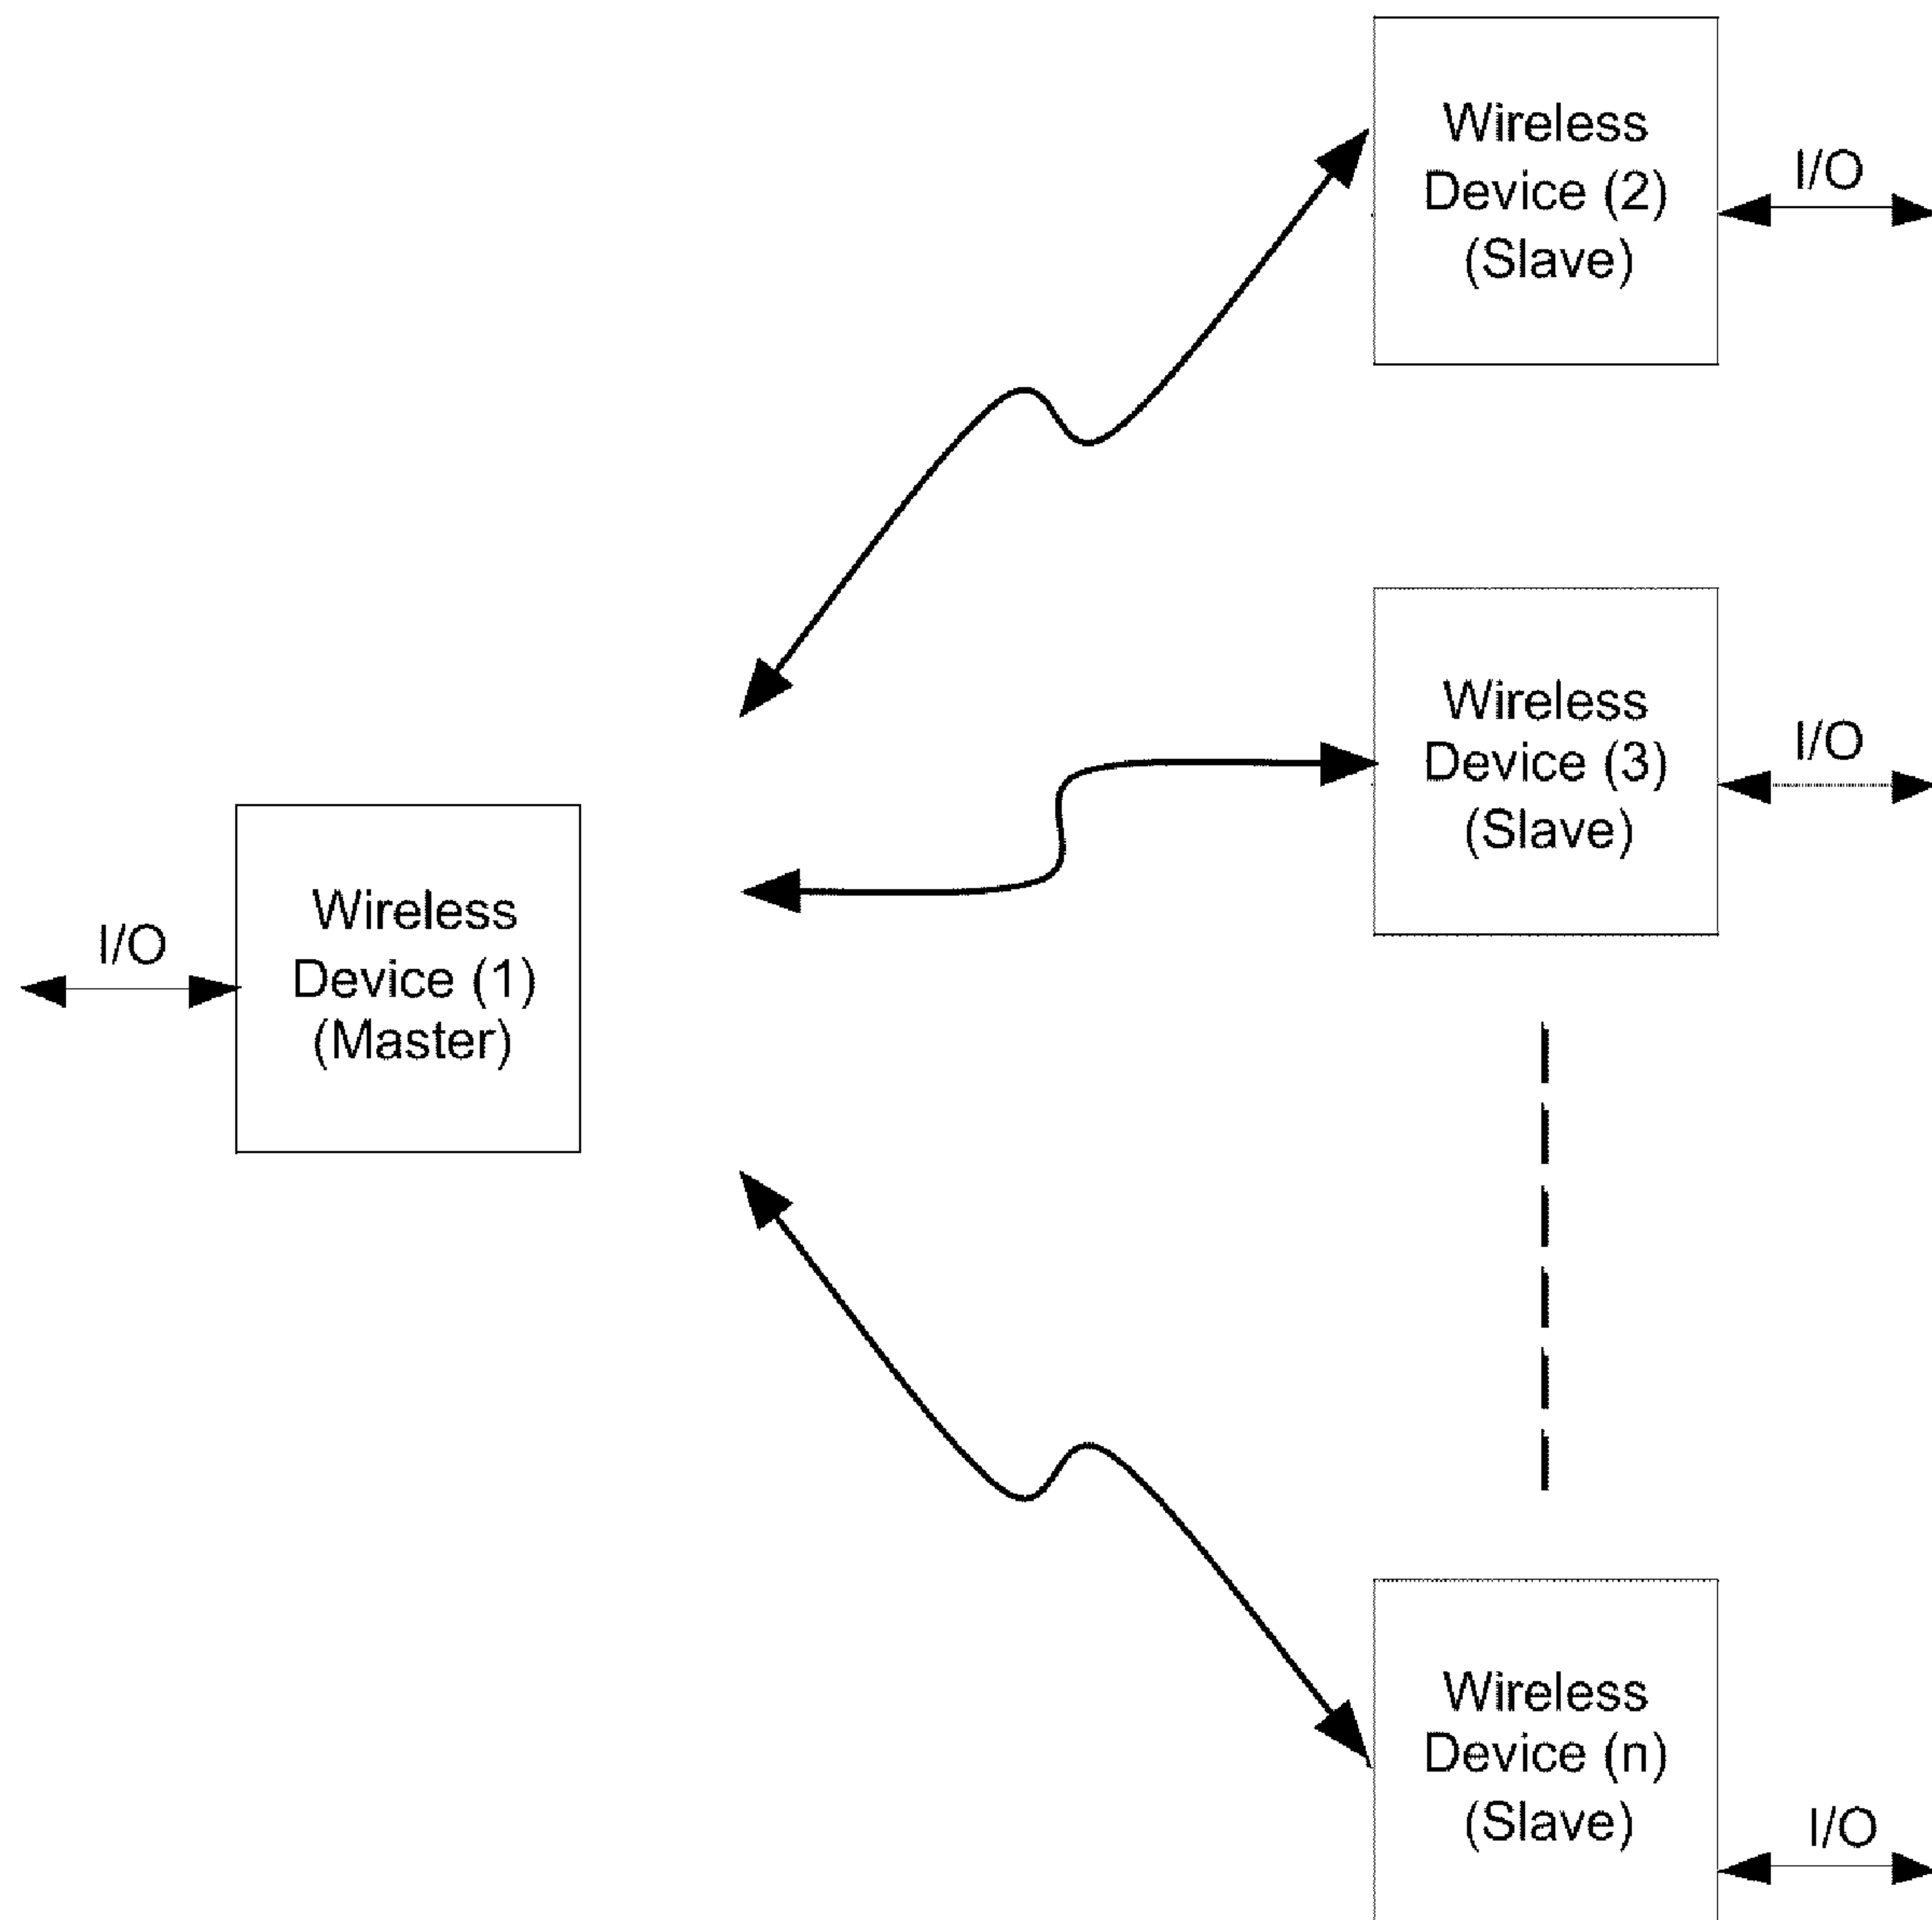 Wireless
Device (2)
(Slave)
I/O
Wireless
Device (3)
(Slave)
I/O
I/O
Wireless
Device (1)
(Master)
Wireless
Device (n)
(Slave)
I/O